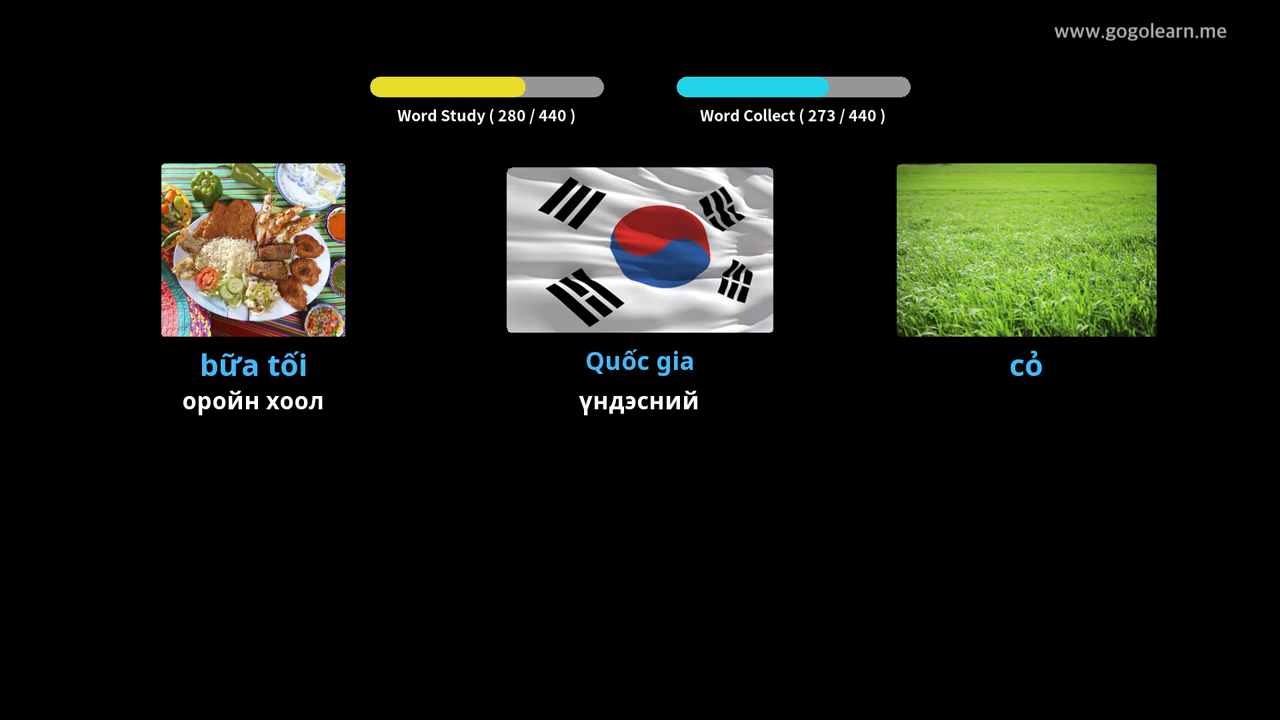 www.gogolearn.me
Word Study ( 280 / 440 )
Word Collect ( 273 / 440 )
bữa tối
оройн хоол
Quốc gia
үндэсний
cỏ